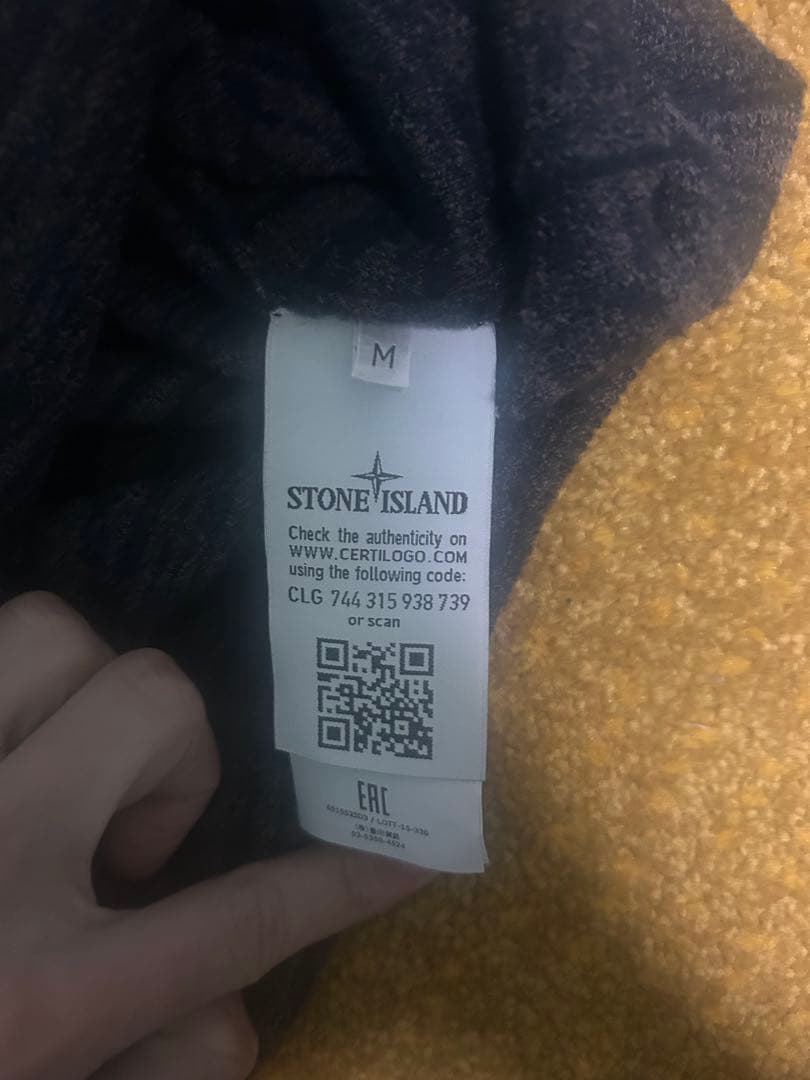 M
STONE ISLAND
Check the authenticity on
WWW.CERTILOGO.COM
using the following code:
CLG 744 315 938 739
or scan
EAC